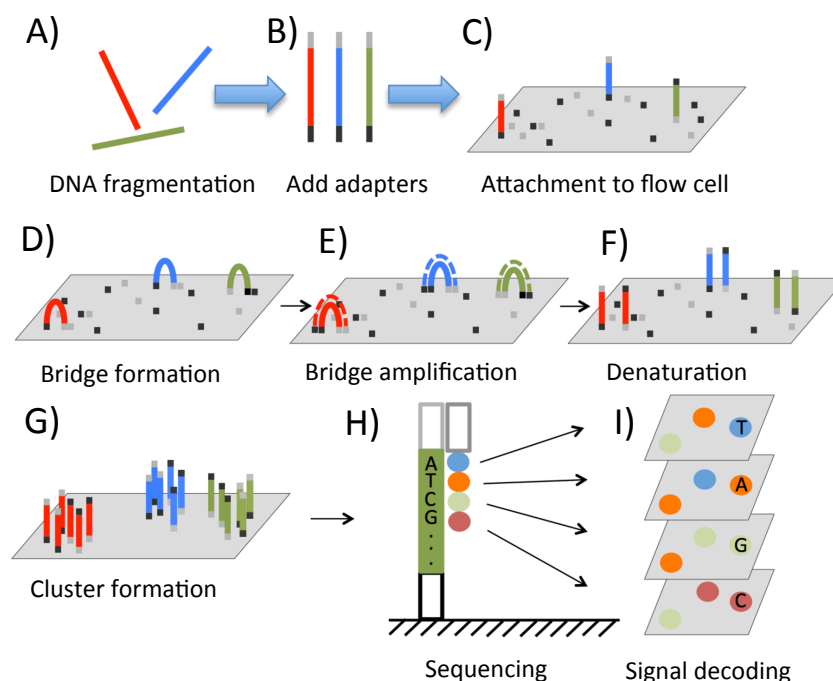 A)
B)
C)
DNA fragmentation
Add adapters
Attachment to flow cell
D)
E)
F)
Bridge formation
Bridge amplification
Denaturation
G)
H)
I)
A
T
C
G
.
.
.
T
A
G
C
Cluster formation
Sequencing
Signal decoding